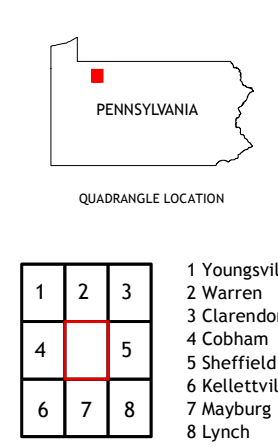 PENNSYLVANIA
QUADRANGLE LOCATION
1 2 3
4 5
6 7 8
1 Youngsvil
2 Warren
3 Clarendon
4 Cobham
5 Sheffield
6 Kellettvil
7 Mayburg
8 Lynch